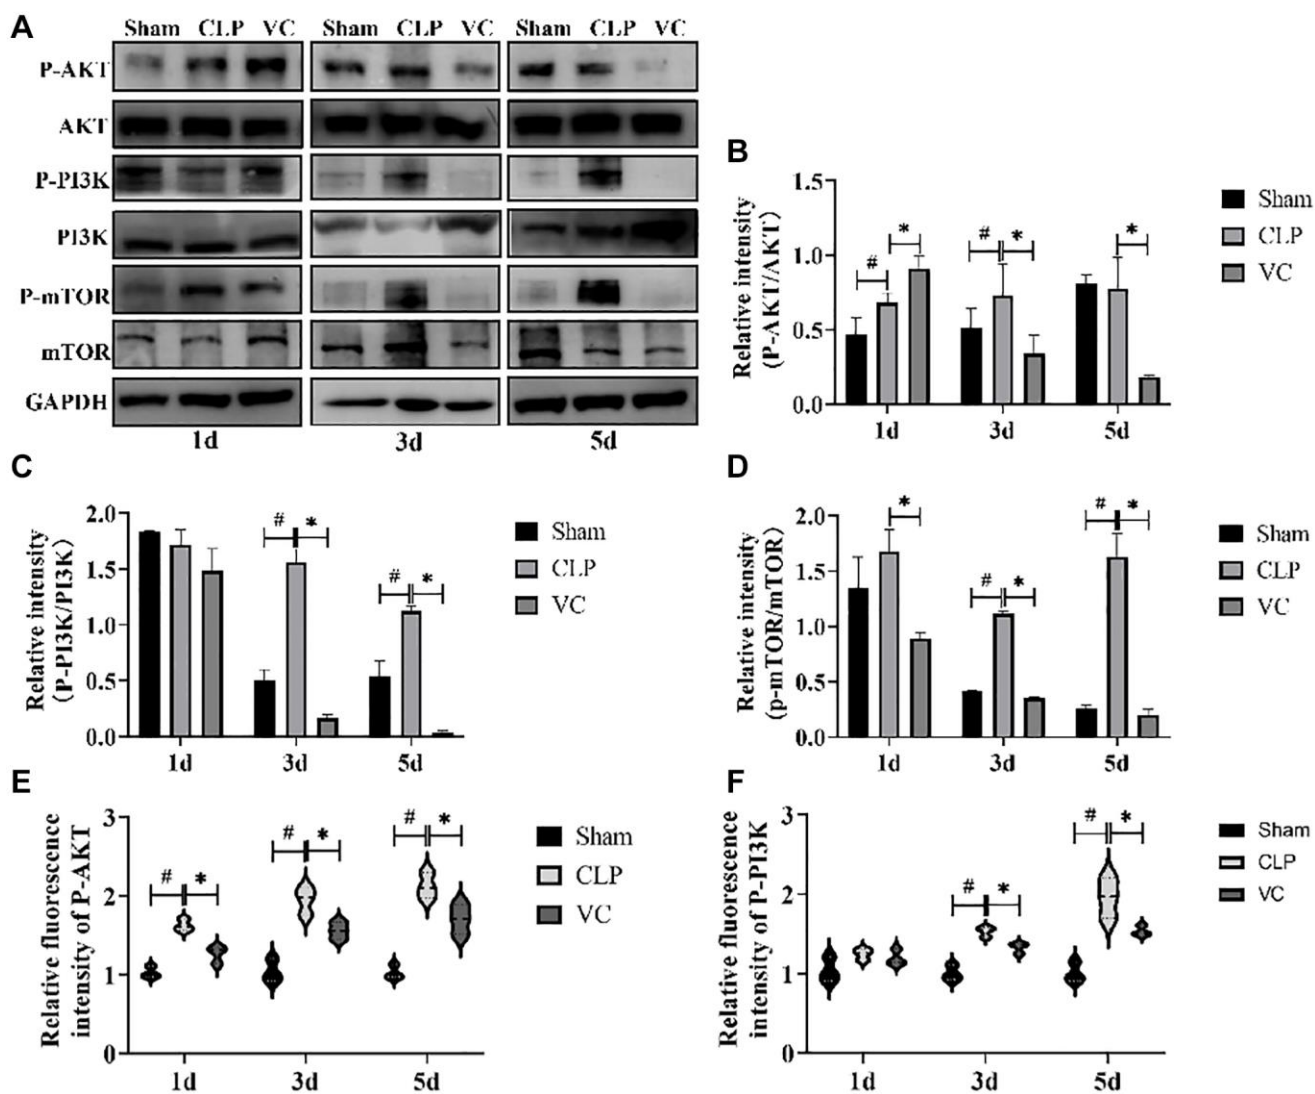 A
Sham CLP VC Sham CLP VC Sham CLP VC
P-AKT
AKT
P-PI3K
PI3K
P-mTOR
mTOR
GAPDH
1d 3d 5d
B
Relative intensity
(P-AKT/AKT)
1.5
1.0
0.5
0.0
# * # * *
1d 3d 5d
Sham
CLP
VC
C
Relative intensity
(P-PI3K/PI3K)
2.0
1.5
1.0
0.5
0.0
# * # *
1d 3d 5d
Sham
CLP
VC
D
Relative intensity
(p-mTOR/mTOR)
2.0
1.5
1.0
0.5
0.0
* # * # *
1d 3d 5d
Sham
CLP
VC
E
Relative fluorescence
intensity of P-AKT
3
2
1
0
# * # * # *
1d 3d 5d
Sham
CLP
VC
F
Relative fluorescence
intensity of P-PI3K
3
2
1
0
# * # *
1d 3d 5d
Sham
CLP
VC